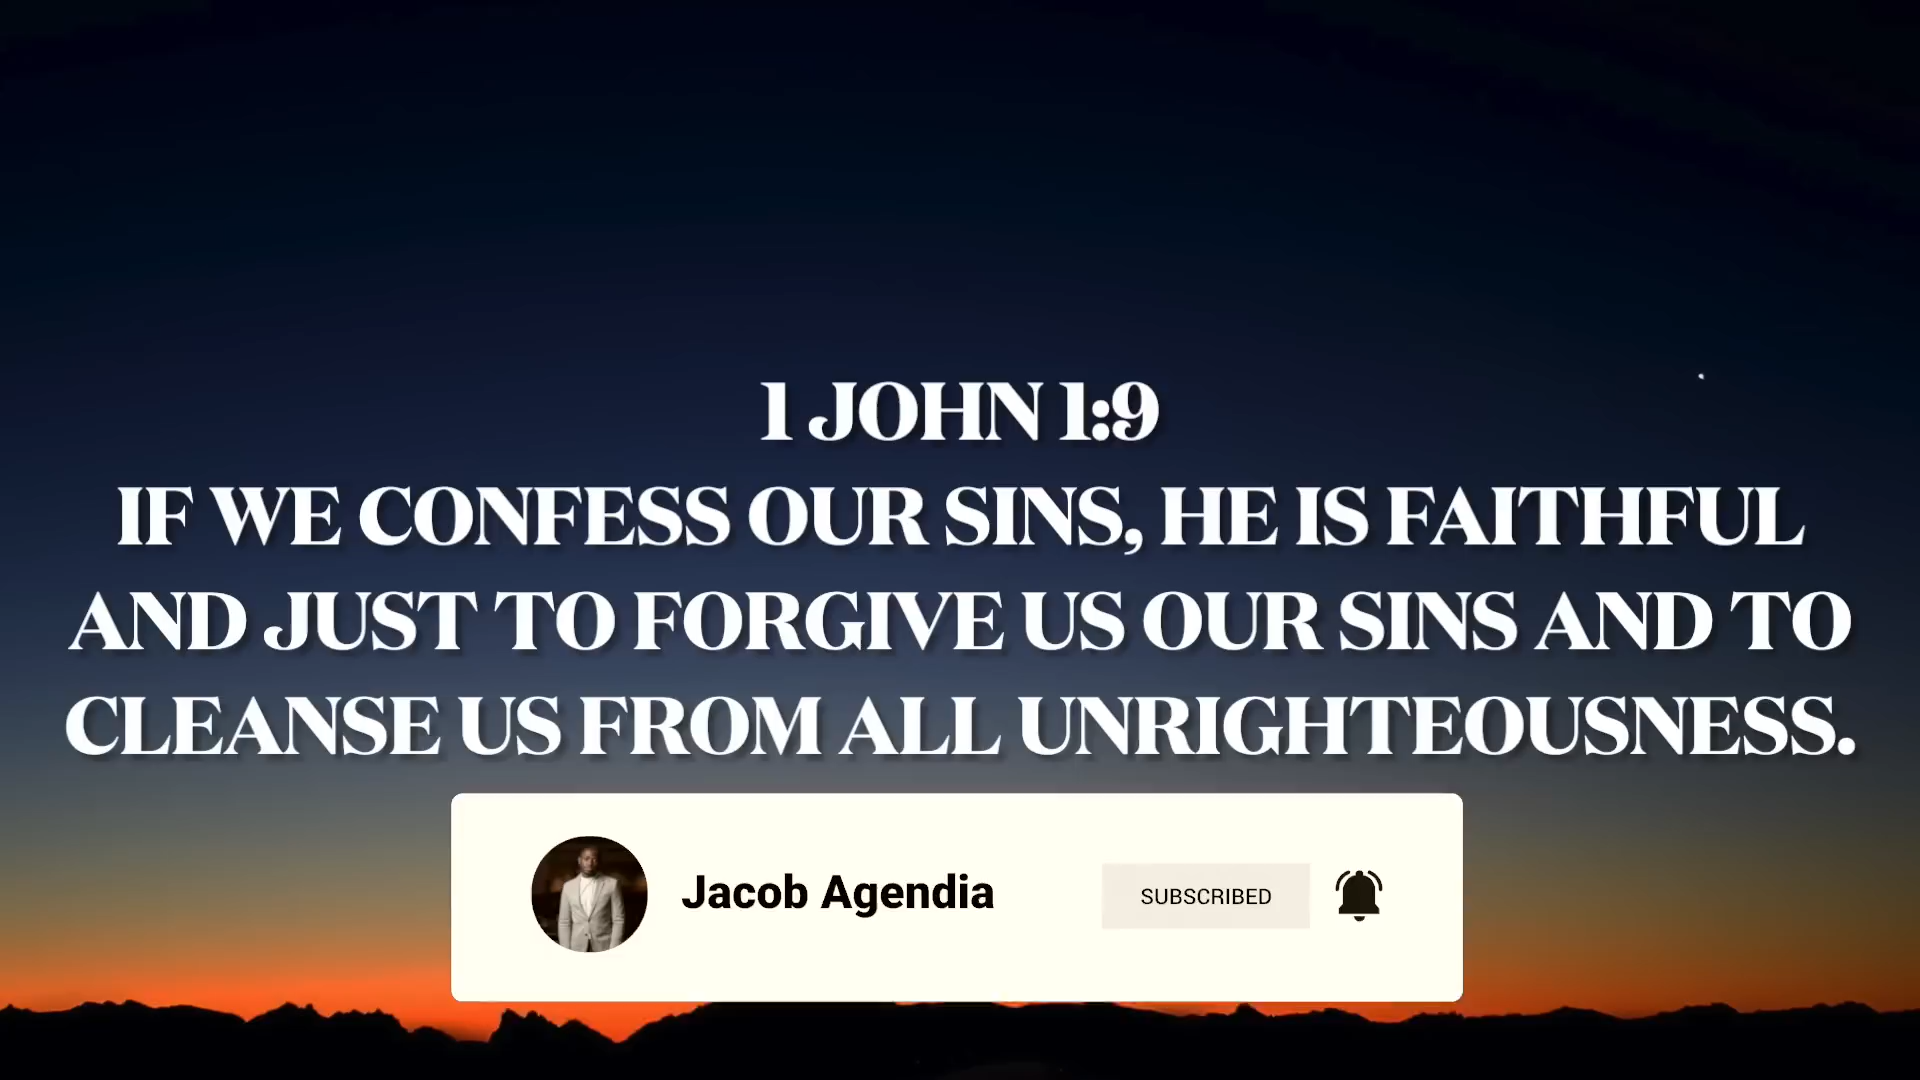 1 JOHN 1:9
IF WE CONFESS OUR SINS, HE IS FAITHFUL
AND JUST TO FORGIVE US OUR SINS AND TO
CLEANSE US FROM ALL UNRIGHTEOUSNESS.
Jacob Agendia
SUBSCRIBED